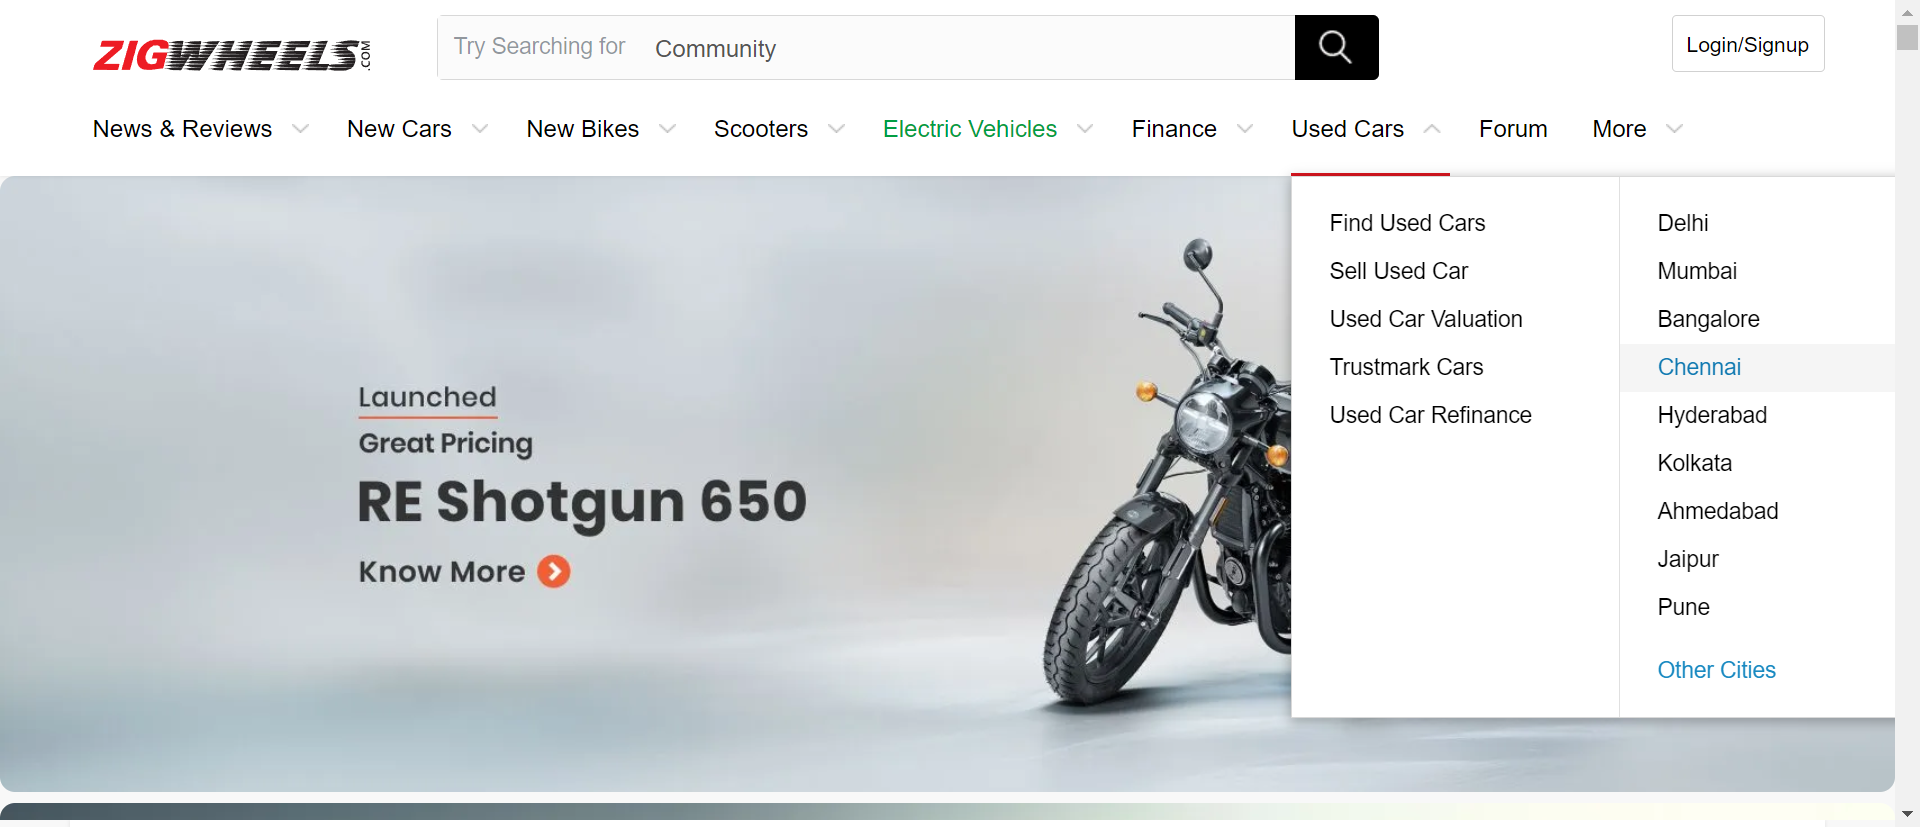 ZIGWHEELS.COM
Try Searching for Community
Login/Signup
News & Reviews New Cars New Bikes Scooters Electric Vehicles Finance Used Cars Forum More
Find Used Cars
Sell Used Car
Used Car Valuation
Trustmark Cars
Used Car Refinance
Delhi
Mumbai
Bangalore
Chennai
Hyderabad
Kolkata
Ahmedabad
Jaipur
Pune
Other Cities
Launched
Great Pricing
RE Shotgun 650
Know More